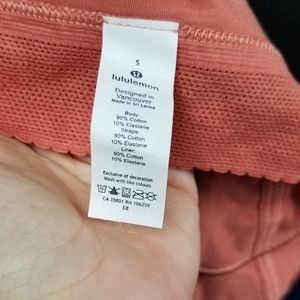 S
lululemon
Designed in
Vancouver
Made in Sri Lanka
Body:
90% Cotton
10% Elastane
Straps:
90% Cotton
10% Elastane
Liner:
90% Cotton
10% Elastane
Exclusive of decoration
Wash with like colours
CA 35801 RN 106259